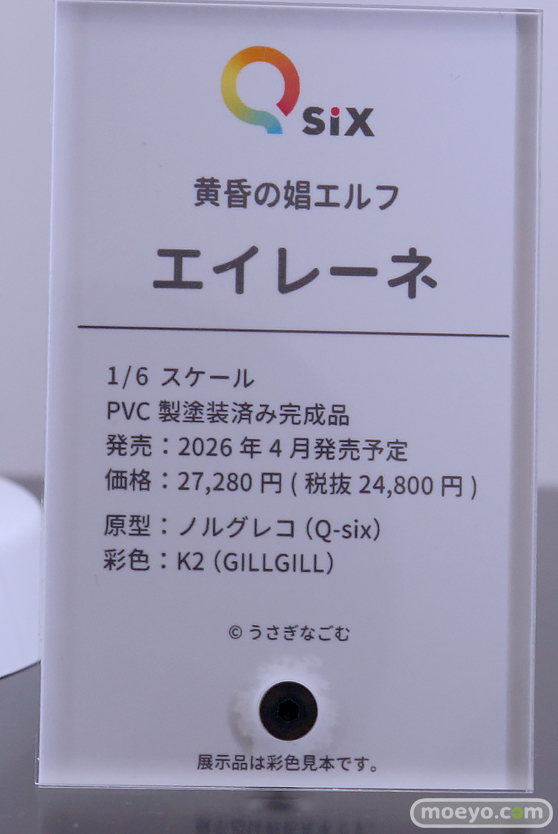 Q SiX
黄昏の娼エルフ
エイレーネ
1/6 スケール
PVC 製塗装済み完成品
発売：2026 年 4 月発売予定
価格：27,280 円 ( 税抜 24,800 円 )
原型：ノルグレコ（Q-six）
彩色：K2（GILLGILL）
© うさぎなごむ
展示品は彩色見本です。
moeyo.com